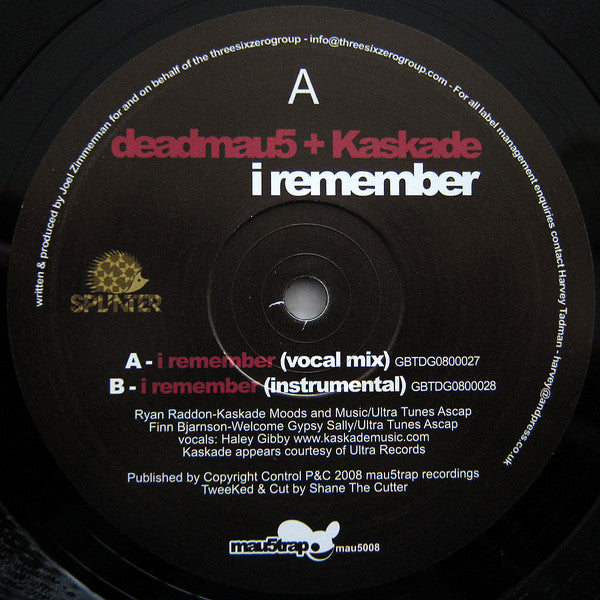 written & produced by Joel Zimmerman for and on behalf of the threesixzerogroup - info@threesixzerogroup.com - For all label management enquiries contact Harvey Tadman - harvey@andpress.co.uk
A
deadmau5 + Kaskade
i remember
SPLINTER
A - i remember (vocal mix) GBTDG0800027
B - i remember (instrumental) GBTDG0800028
Ryan Raddon-Kaskade Moods and Music/Ultra Tunes Ascap
Finn Bjarnson-Welcome Gypsy Sally/Ultra Tunes Ascap
vocals: Haley Gibby www.kaskademusic.com
Kaskade appears courtesy of Ultra Records
Published by Copyright Control P&C 2008 mau5trap recordings
TweeKed & Cut by Shane The Cutter
mau5trap. mau5008